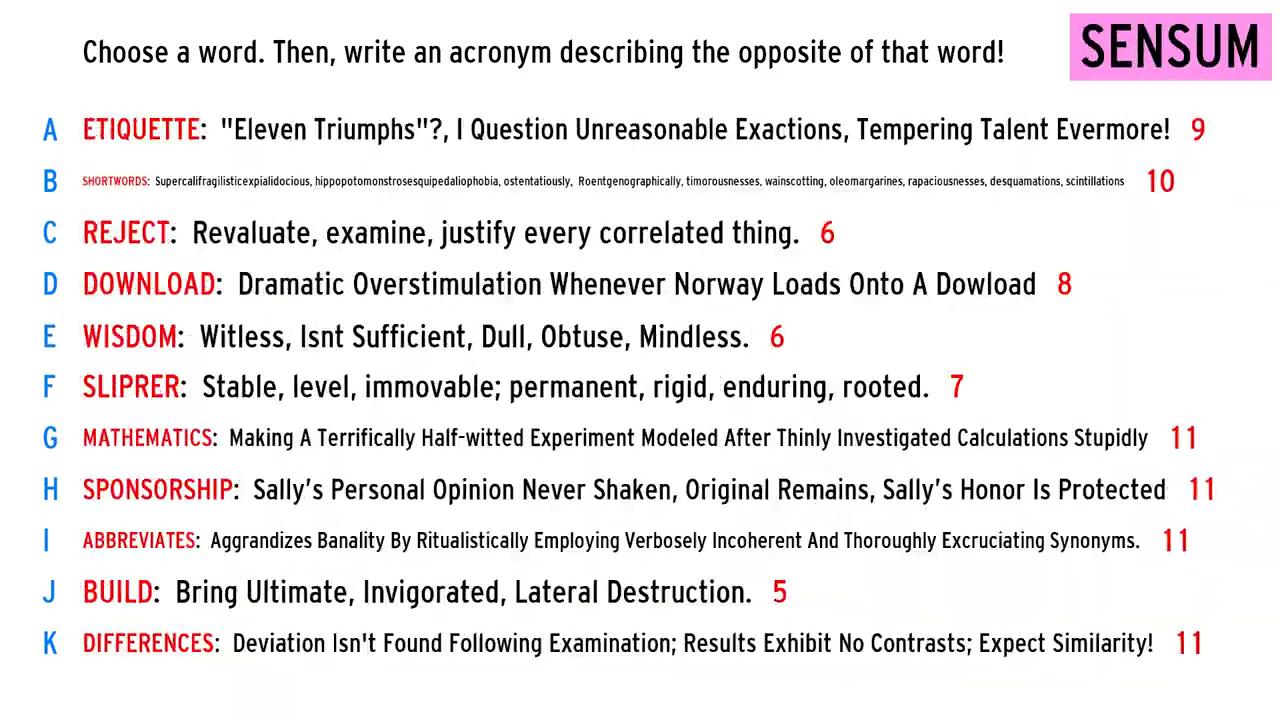 Choose a word. Then, write an acronym describing the opposite of that word!
SENSUM
A ETIQUETTE: "Eleven Triumphs"?, I Question Unreasonable Exactions, Tempering Talent Evermore! 9
B SHORTWORDS: Supercalifragilisticexpialidocious, hippopotomonstrosesquipedaliophobia, ostentatiously, Roentgenographically, timorousnesses, wainscotting, oleomargarines, rapaciousnesses, desquamations, scintillations 10
C REJECT: Revaluate, examine, justify every correlated thing. 6
D DOWNLOAD: Dramatic Overstimulation Whenever Norway Loads Onto A Dowload 8
E WISDOM: Witless, Isnt Sufficient, Dull, Obtuse, Mindless. 6
F SLIPRER: Stable, level, immovable; permanent, rigid, enduring, rooted. 7
G MATHEMATICS: Making A Terrifically Half-witted Experiment Modeled After Thinly Investigated Calculations Stupidly 11
H SPONSORSHIP: Sally's Personal Opinion Never Shaken, Original Remains, Sally's Honor Is Protected 11
I ABBREVIATES: Aggrandizes Banality By Ritualistically Employing Verbosely Incoherent And Thoroughly Excruciating Synonyms. 11
J BUILD: Bring Ultimate, Invigorated, Lateral Destruction. 5
K DIFFERENCES: Deviation Isn't Found Following Examination; Results Exhibit No Contrasts; Expect Similarity! 11